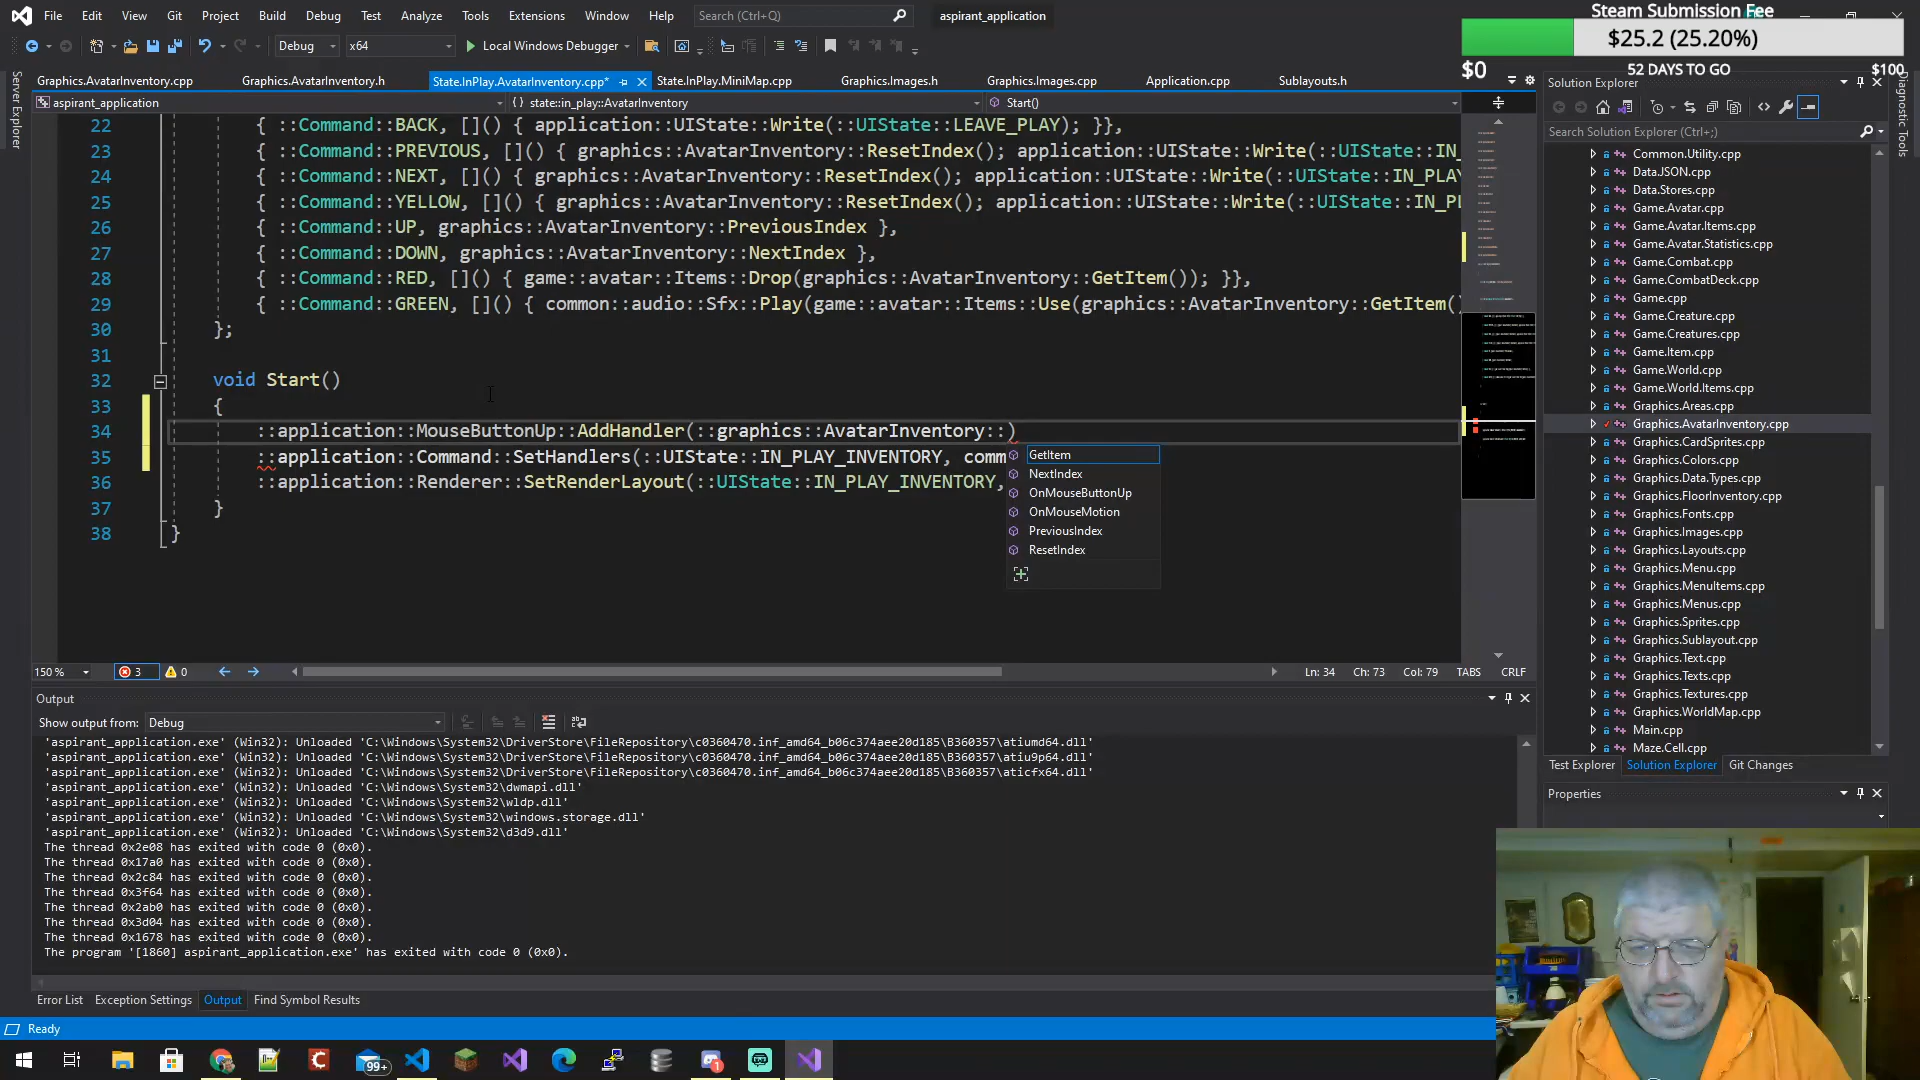 File Edit View Git Project Build Debug Test Analyze Tools Extensions Window Help Search (Ctrl+Q) aspirant_application
Steam Submission Fee
$25.2 (25.20%)
$0 52 DAYS TO GO $100
Debug x64 Local Windows Debugger
Graphics.AvatarInventory.cpp Graphics.AvatarInventory.h State.InPlay.AvatarInventory.cpp* State.InPlay.MiniMap.cpp Graphics.Images.h Graphics.Images.cpp Application.cpp Sublayouts.h
aspirant_application {} state::in_play::AvatarInventory Start()
Server Explorer
22 { ::Command::BACK, []() { application::UIState::Write(::UIState::LEAVE_PLAY); }},
23 { ::Command::PREVIOUS, []() { graphics::AvatarInventory::ResetIndex(); application::UIState::Write(::UIState::IN_
24 { ::Command::NEXT, []() { graphics::AvatarInventory::ResetIndex(); application::UIState::Write(::UIState::IN_PLAY
25 { ::Command::YELLOW, []() { graphics::AvatarInventory::ResetIndex(); application::UIState::Write(::UIState::IN_PL
26 { ::Command::UP, graphics::AvatarInventory::PreviousIndex },
27 { ::Command::DOWN, graphics::AvatarInventory::NextIndex },
28 { ::Command::RED, []() { game::avatar::Items::Drop(graphics::AvatarInventory::GetItem()); }},
29 { ::Command::GREEN, []() { common::audio::Sfx::Play(game::avatar::Items::Use(graphics::AvatarInventory::GetItem()
30 };
31
32 void Start()
33 {
34 ::application::MouseButtonUp::AddHandler(::graphics::AvatarInventory::)
35 ::application::Command::SetHandlers(::UIState::IN_PLAY_INVENTORY, comm
36 ::application::Renderer::SetRenderLayout(::UIState::IN_PLAY_INVENTORY,
37 }
38 }
GetItem
NextIndex
OnMouseButtonUp
OnMouseMotion
PreviousIndex
ResetIndex
150 % 3 0 Ln: 34 Ch: 73 Col: 79 TABS CRLF
Output
Show output from: Debug
'aspirant_application.exe' (Win32): Unloaded 'C:\Windows\System32\DriverStore\FileRepository\c0360470.inf_amd64_b06c374aee20d185\B360357\atiumd64.dll'
'aspirant_application.exe' (Win32): Unloaded 'C:\Windows\System32\DriverStore\FileRepository\c0360470.inf_amd64_b06c374aee20d185\B360357\atiu9p64.dll'
'aspirant_application.exe' (Win32): Unloaded 'C:\Windows\System32\DriverStore\FileRepository\c0360470.inf_amd64_b06c374aee20d185\B360357\aticfx64.dll'
'aspirant_application.exe' (Win32): Unloaded 'C:\Windows\System32\dwmapi.dll'
'aspirant_application.exe' (Win32): Unloaded 'C:\Windows\System32\wldp.dll'
'aspirant_application.exe' (Win32): Unloaded 'C:\Windows\System32\windows.storage.dll'
'aspirant_application.exe' (Win32): Unloaded 'C:\Windows\System32\d3d9.dll'
The thread 0x2e08 has exited with code 0 (0x0).
The thread 0x17a0 has exited with code 0 (0x0).
The thread 0x2c84 has exited with code 0 (0x0).
The thread 0x3f64 has exited with code 0 (0x0).
The thread 0x2ab0 has exited with code 0 (0x0).
The thread 0x3d04 has exited with code 0 (0x0).
The thread 0x1678 has exited with code 0 (0x0).
The program '[1860] aspirant_application.exe' has exited with code 0 (0x0).
Error List Exception Settings Output Find Symbol Results
Ready
Solution Explorer
Search Solution Explorer (Ctrl+;)
Common.Utility.cpp
Data.JSON.cpp
Data.Stores.cpp
Game.Avatar.cpp
Game.Avatar.Items.cpp
Game.Avatar.Statistics.cpp
Game.Combat.cpp
Game.CombatDeck.cpp
Game.cpp
Game.Creature.cpp
Game.Creatures.cpp
Game.Item.cpp
Game.World.cpp
Game.World.Items.cpp
Graphics.Areas.cpp
Graphics.AvatarInventory.cpp
Graphics.CardSprites.cpp
Graphics.Colors.cpp
Graphics.Data.Types.cpp
Graphics.FloorInventory.cpp
Graphics.Fonts.cpp
Graphics.Images.cpp
Graphics.Layouts.cpp
Graphics.Menu.cpp
Graphics.MenuItems.cpp
Graphics.Menus.cpp
Graphics.Sprites.cpp
Graphics.Sublayout.cpp
Graphics.Text.cpp
Graphics.Texts.cpp
Graphics.Textures.cpp
Graphics.WorldMap.cpp
Main.cpp
Maze.Cell.cpp
Test Explorer Solution Explorer Git Changes
Properties
Diagnostic Tools
99+